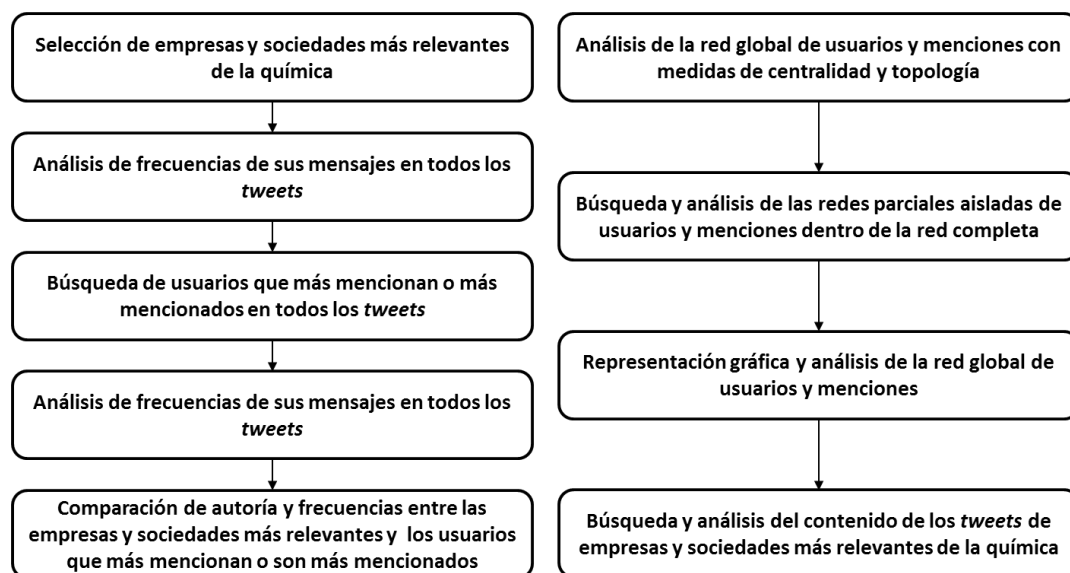 Selección de empresas y sociedades más relevantes
de la química
Análisis de frecuencias de sus mensajes en todos los
tweets
Búsqueda de usuarios que más mencionan o más
mencionados en todos los tweets
Análisis de frecuencias de sus mensajes en todos los
tweets
Comparación de autoría y frecuencias entre las
empresas y sociedades más relevantes y los usuarios
que más mencionan o son más mencionados
Análisis de la red global de usuarios y menciones con
medidas de centralidad y topología
Búsqueda y análisis de las redes parciales aisladas de
usuarios y menciones dentro de la red completa
Representación gráfica y análisis de la red global de
usuarios y menciones
Búsqueda y análisis del contenido de los tweets de
empresas y sociedades más relevantes de la química